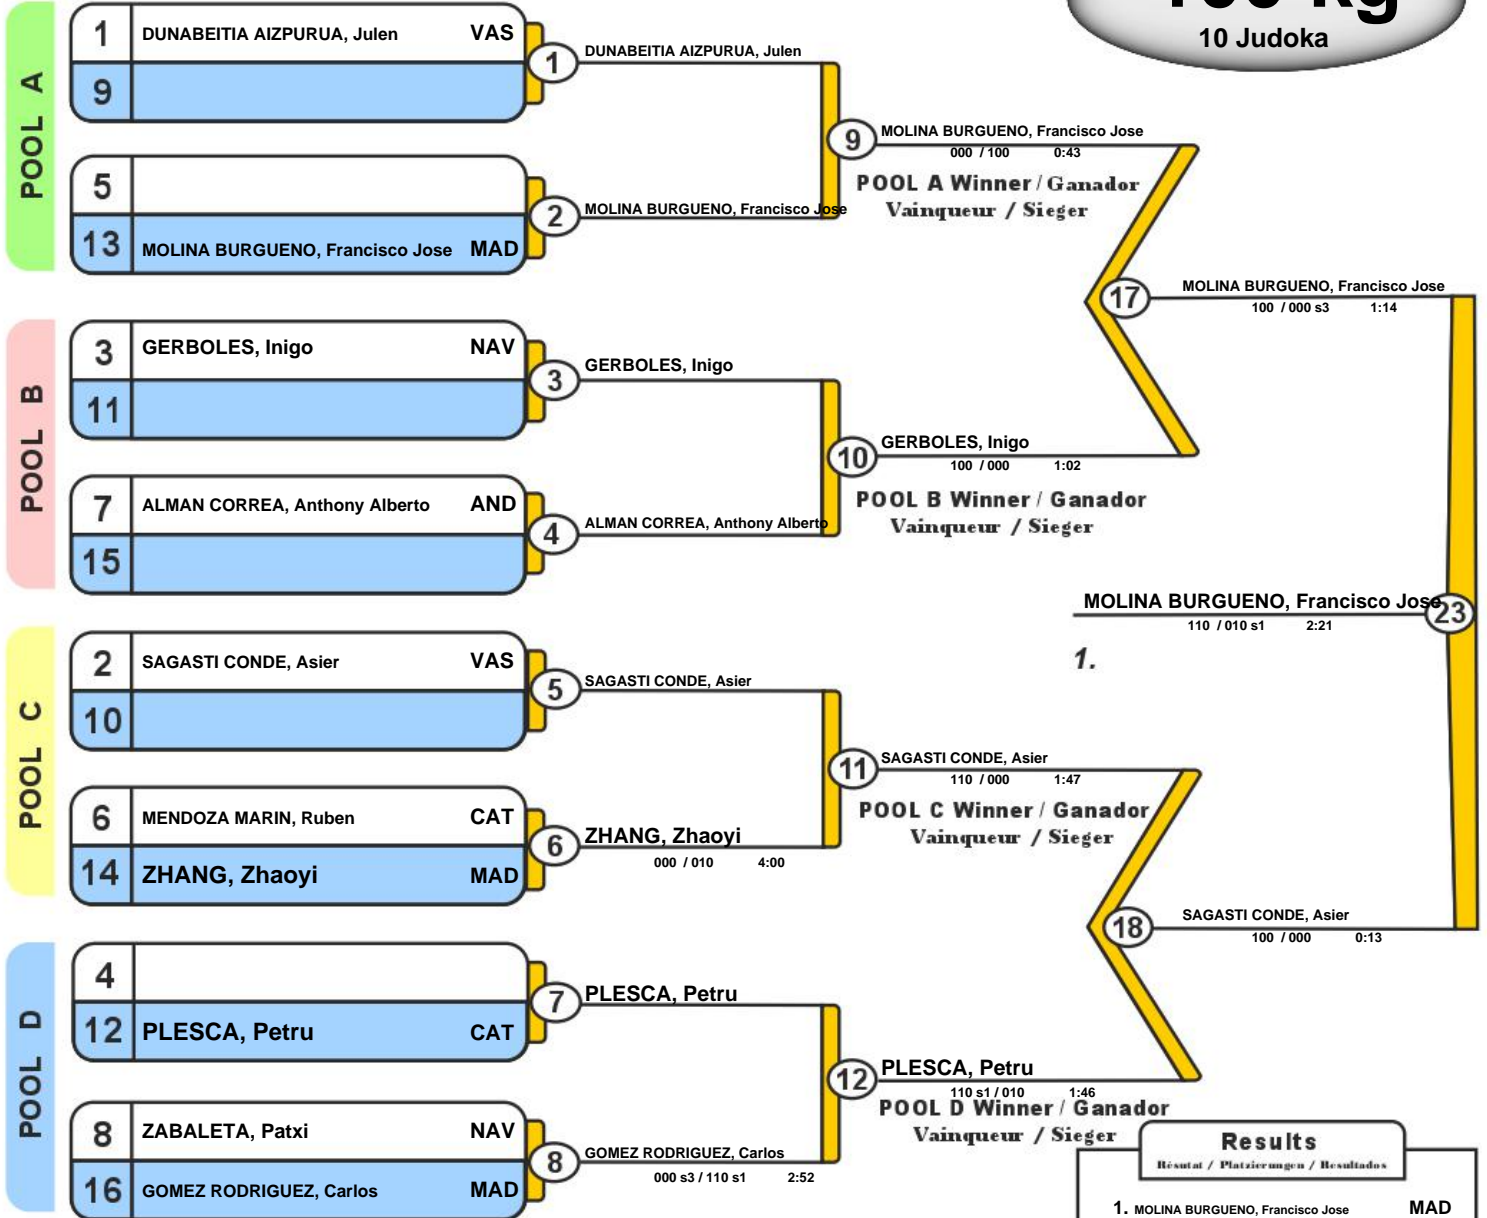 100 kg
10 Judoka
POOL A
1 DUNABEITIA AIZPURUA, Julen VAS
9
1
DUNABEITIA AIZPURUA, Julen
5
13 MOLINA BURGUENO, Francisco Jose MAD
2
MOLINA BURGUENO, Francisco Jose
9
MOLINA BURGUENO, Francisco Jose
000 / 100 0:43
POOL A Winner / Ganador
Vainqueur / Sieger
POOL B
3 GERBOLES, Inigo NAV
11
3
GERBOLES, Inigo
7 ALMAN CORREA, Anthony Alberto AND
15
4
ALMAN CORREA, Anthony Alberto
10
GERBOLES, Inigo
100 / 000 1:02
POOL B Winner / Ganador
Vainqueur / Sieger
17
MOLINA BURGUENO, Francisco Jose
100 / 000 s3 1:14
POOL C
2 SAGASTI CONDE, Asier VAS
10
5
SAGASTI CONDE, Asier
6 MENDOZA MARIN, Ruben CAT
14 ZHANG, Zhaoyi MAD
6
ZHANG, Zhaoyi
000 / 010 4:00
11
SAGASTI CONDE, Asier
110 / 000 1:47
POOL C Winner / Ganador
Vainqueur / Sieger
POOL D
4
12 PLESCA, Petru CAT
7
PLESCA, Petru
8 ZABALETA, Patxi NAV
16 GOMEZ RODRIGUEZ, Carlos MAD
8
GOMEZ RODRIGUEZ, Carlos
000 s3 / 110 s1 2:52
12
PLESCA, Petru
110 s1 / 010 1:46
POOL D Winner / Ganador
Vainqueur / Sieger
18
SAGASTI CONDE, Asier
100 / 000 0:13
MOLINA BURGUENO, Francisco Jose
23
110 / 010 s1 2:21
1.
Results
Résutat / Platzierungen / Resultados
1. MOLINA BURGUENO, Francisco Jose MAD